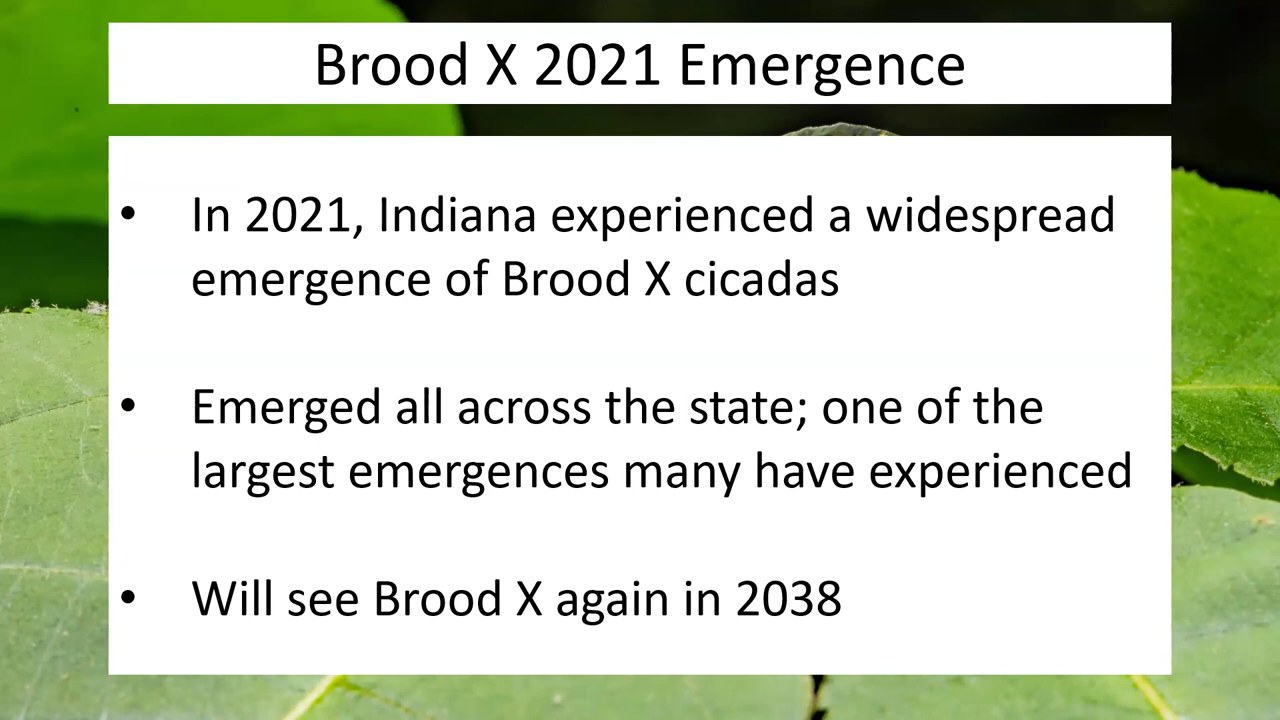 Brood X 2021 Emergence
• In 2021, Indiana experienced a widespread
emergence of Brood X cicadas
• Emerged all across the state; one of the
largest emergences many have experienced
• Will see Brood X again in 2038